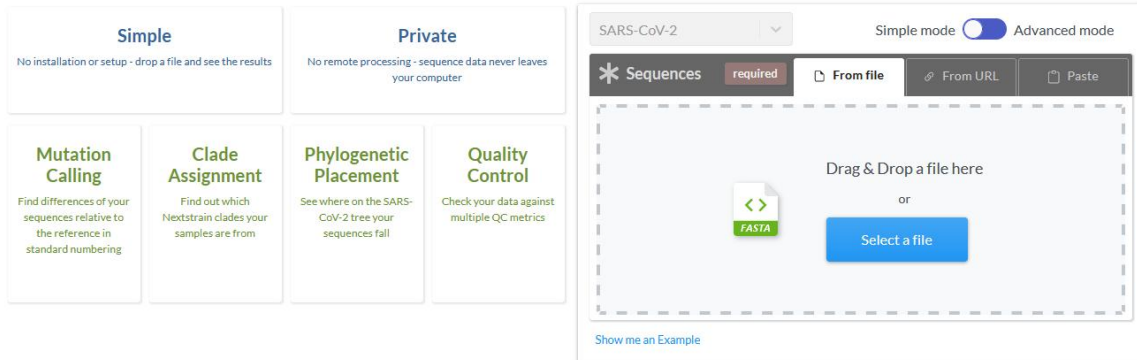 Simple
No installation or setup - drop a file and see the results
Private
No remote processing - sequence data never leaves
your computer
Mutation
Calling
Find differences of your
sequences relative to
the reference in
standard numbering
Clade
Assignment
Find out which
Nextstrain clades your
samples are from
Phylogenetic
Placement
See where on the SARS-
CoV-2 tree your
sequences fall
Quality
Control
Check your data against
multiple QC metrics
SARS-CoV-2
Simple mode
Advanced mode
Sequences
required
From file
From URL
Paste
Drag & Drop a file here
or
FASTA
Select a file
Show me an Example